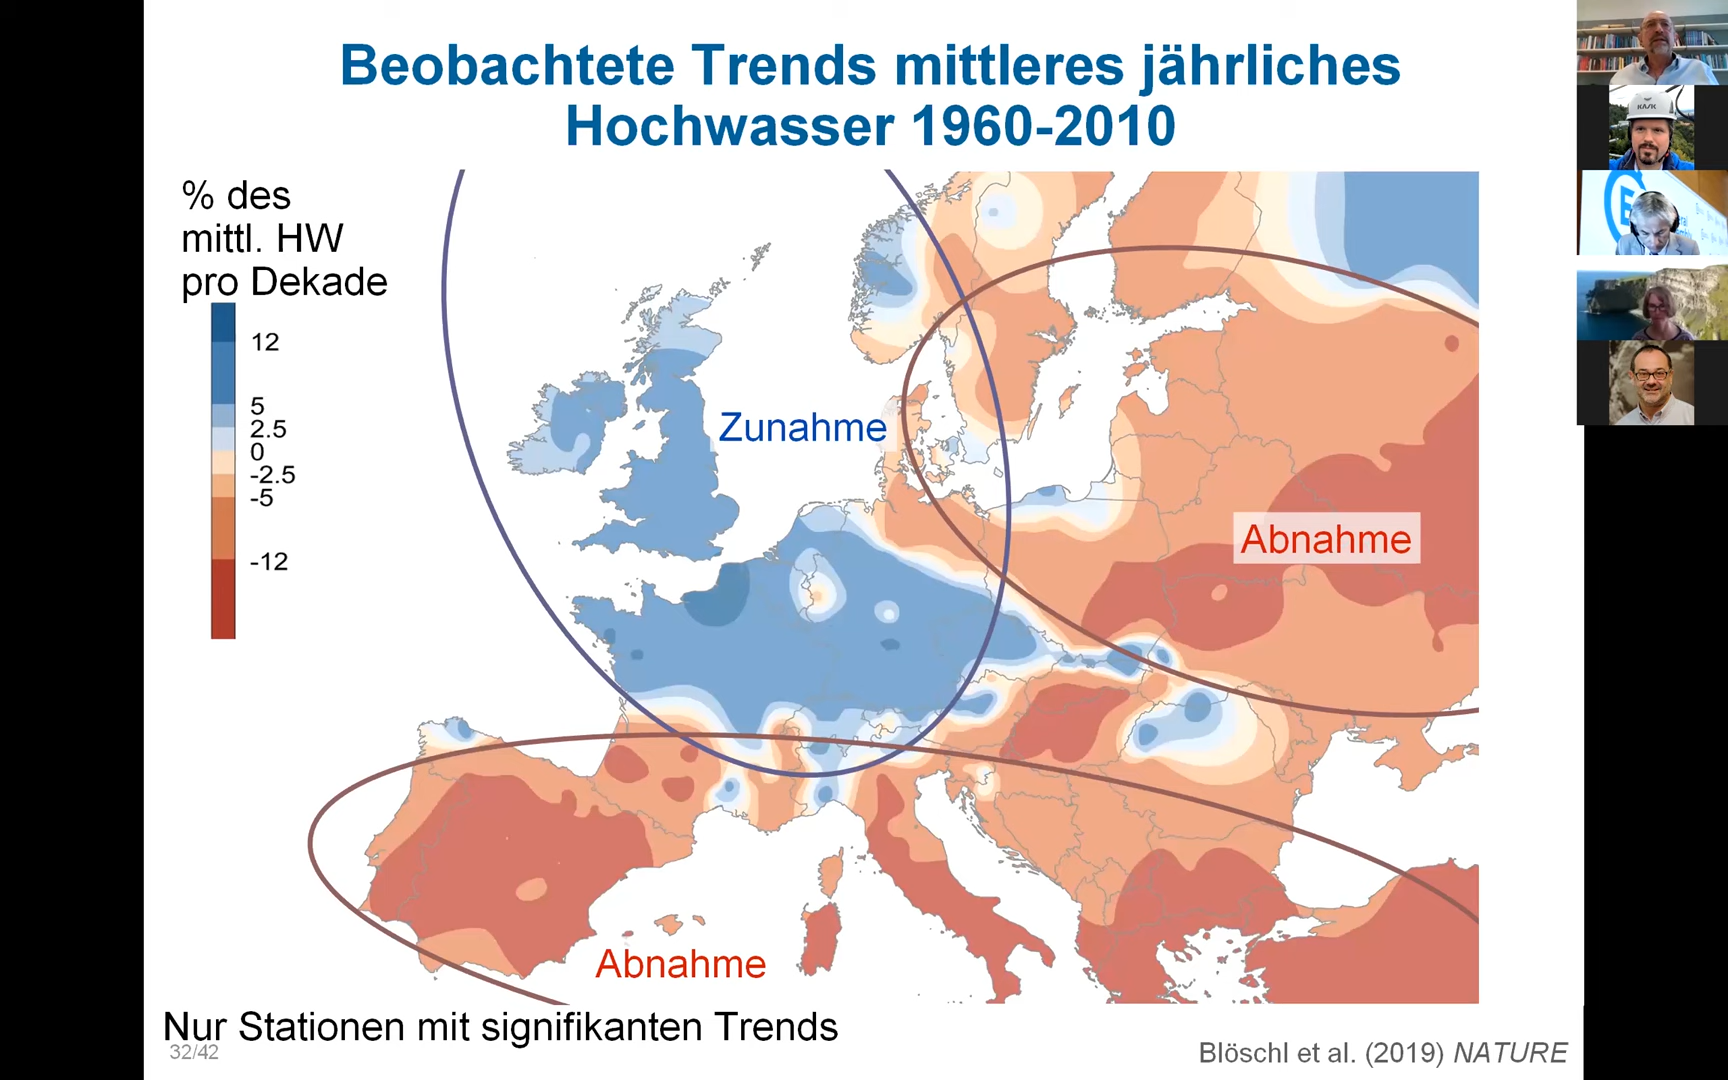 Beobachtete Trends mittleres jährliches
Hochwasser 1960-2010
% des
mittl. HW
pro Dekade
12
5
2.5
0
-2.5
-5
-12
Zunahme
Abnahme
Abnahme
Nur Stationen mit signifikanten Trends
32/42
Blöschl et al. (2019) NATURE
KASK
E